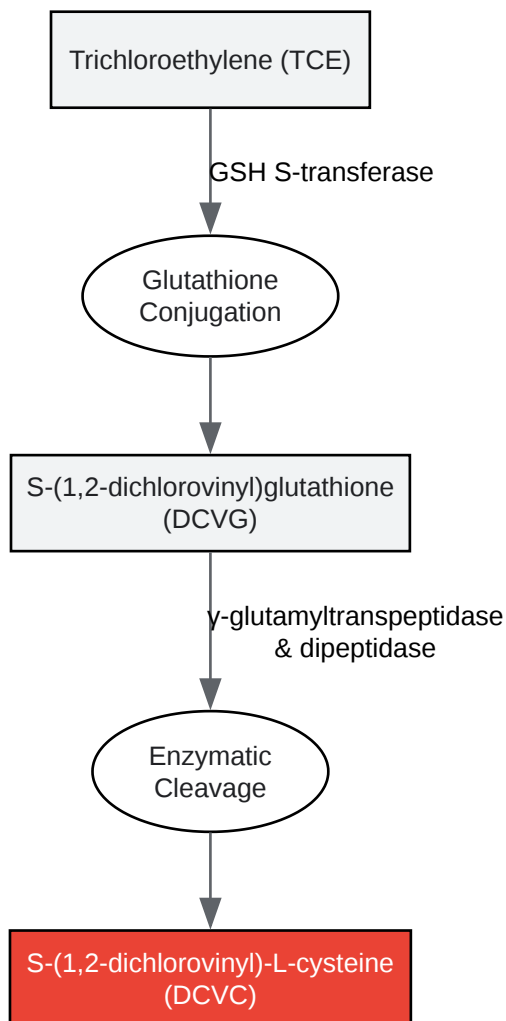 Trichloroethylene (TCE)
GSH S-transferase
Glutathione
Conjugation
S-(1,2-dichlorovinyl)glutathione
(DCVG)
γ-glutamyltranspeptidase
& dipeptidase
Enzymatic
Cleavage
S-(1,2-dichlorovinyl)-L-cysteine
(DCVC)